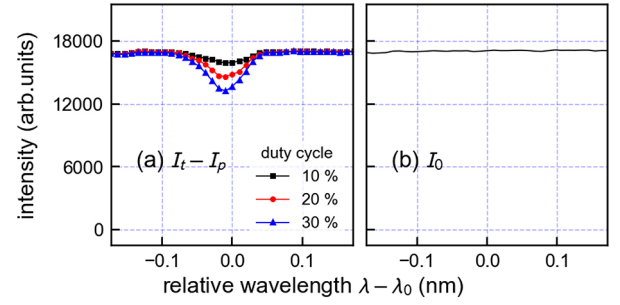 intensity (arb.units)
18000
12000
6000
0
(a) Iₜ − Iₚ
duty cycle
10 %
20 %
30 %
(b) I₀
−0.1 0.0 0.1
−0.1 0.0 0.1
relative wavelength λ − λ₀ (nm)